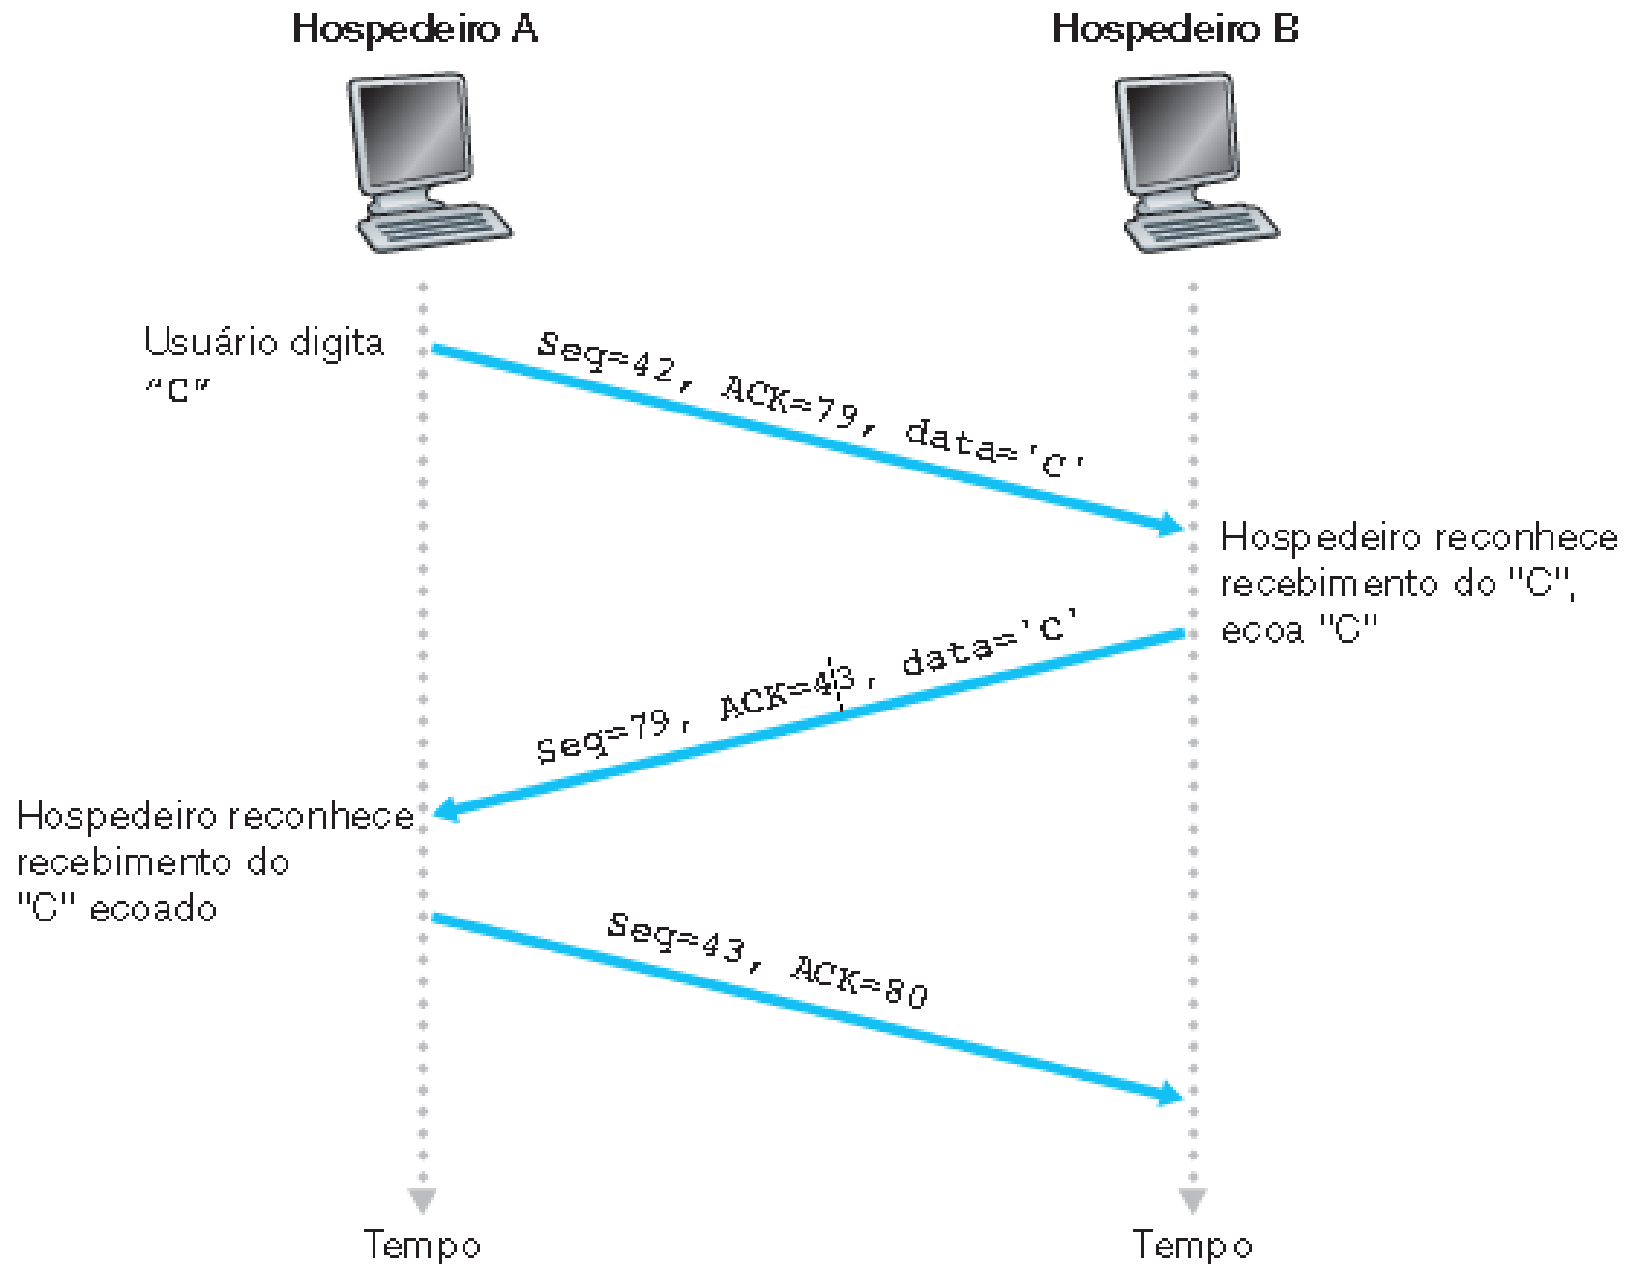 Hospedeiro A
Hospedeiro B
Usuário digita
"C"
Seq=42, ACK=79, data='C'
Hospedeiro reconhece
recebimento do "C",
ecoa "C"
Seq=79, ACK=43, data='C'
Hospedeiro reconhece
recebimento do
"C" ecoado
Seq=43, ACK=80
Tempo
Tempo